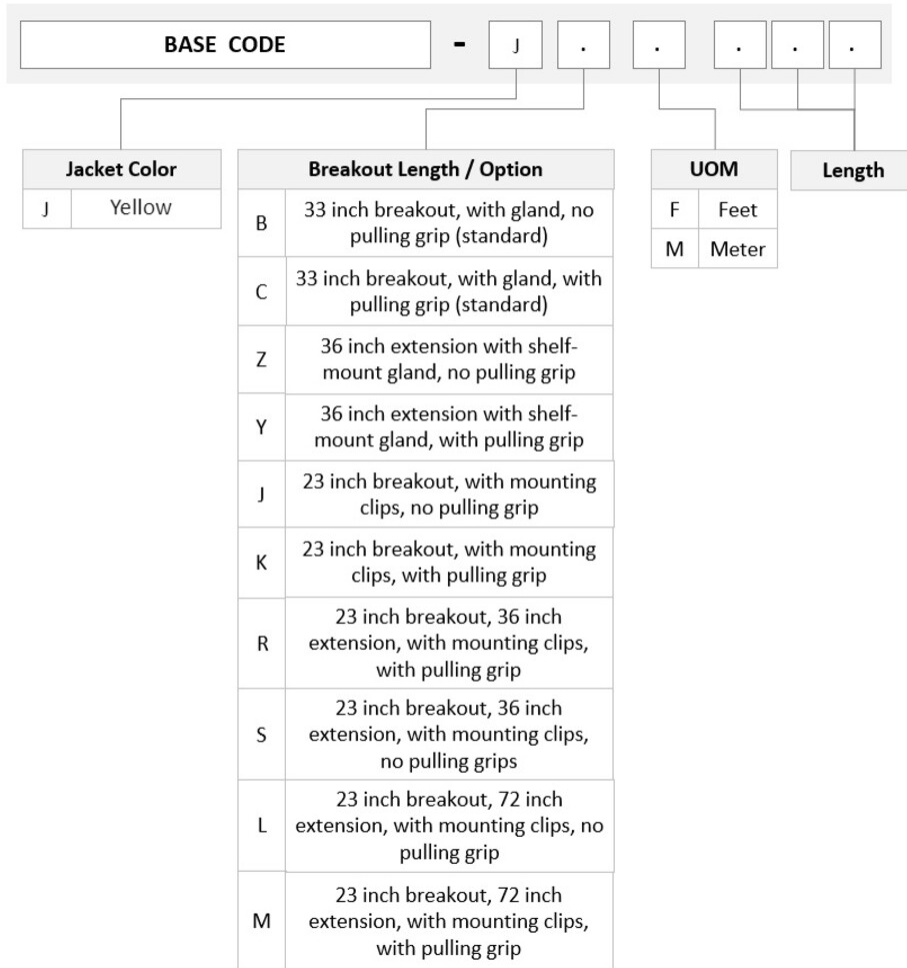 BASE CODE - J . . . . .
Jacket Color
J Yellow
Breakout Length / Option
B 33 inch breakout, with gland, no
pulling grip (standard)
C 33 inch breakout, with gland, with
pulling grip (standard)
Z 36 inch extension with shelf-
mount gland, no pulling grip
Y 36 inch extension with shelf-
mount gland, with pulling grip
J 23 inch breakout, with mounting
clips, no pulling grip
K 23 inch breakout, with mounting
clips, with pulling grip
R 23 inch breakout, 36 inch
extension, with mounting clips,
with pulling grip
S 23 inch breakout, 36 inch
extension, with mounting clips,
no pulling grips
L 23 inch breakout, 72 inch
extension, with mounting clips, no
pulling grip
M 23 inch breakout, 72 inch
extension, with mounting clips,
with pulling grip
UOM
F Feet
M Meter
Length